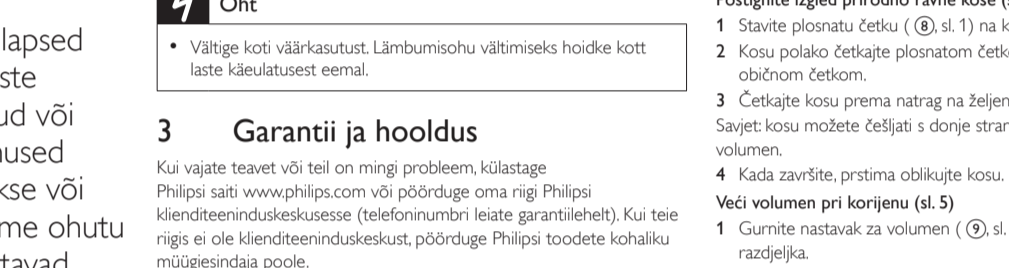 lapsed
ste
ud või
used
kse või
me ohutu
tavad
Oht
• Vältige koti väärkasutust. Lämbumisohu vältimiseks hoidke kott
laste käeulatusest eemal.
3 Garantii ja hooldus
Kui vajate teavet või teil on mingi probleem, külastage
Philipsi saiti www.philips.com või pöörduge oma riigi Philipsi
klienditeeninduskeskusesse (telefoninumbri leiate garantiilehelt). Kui teie
riigis ei ole klienditeeninduskeskust, pöörduge Philipsi toodete kohaliku
müügiesindaja poole.
Postignite izgled prirodno ravne kose (
1 Stavite plosnatu četku ( ⑧, sl. 1) na k
2 Kosu polako četkajte plosnatom četk
običnom četkom.
3 Četkajte kosu prema natrag na željen
Savjet: kosu možete češljati s donje stran
volumen.
4 Kada završite, prstima oblikujte kosu.
Veći volumen pri korijenu (sl. 5)
1 Gurnite nastavak za volumen ( ⑨, sl.
razdjeljka.